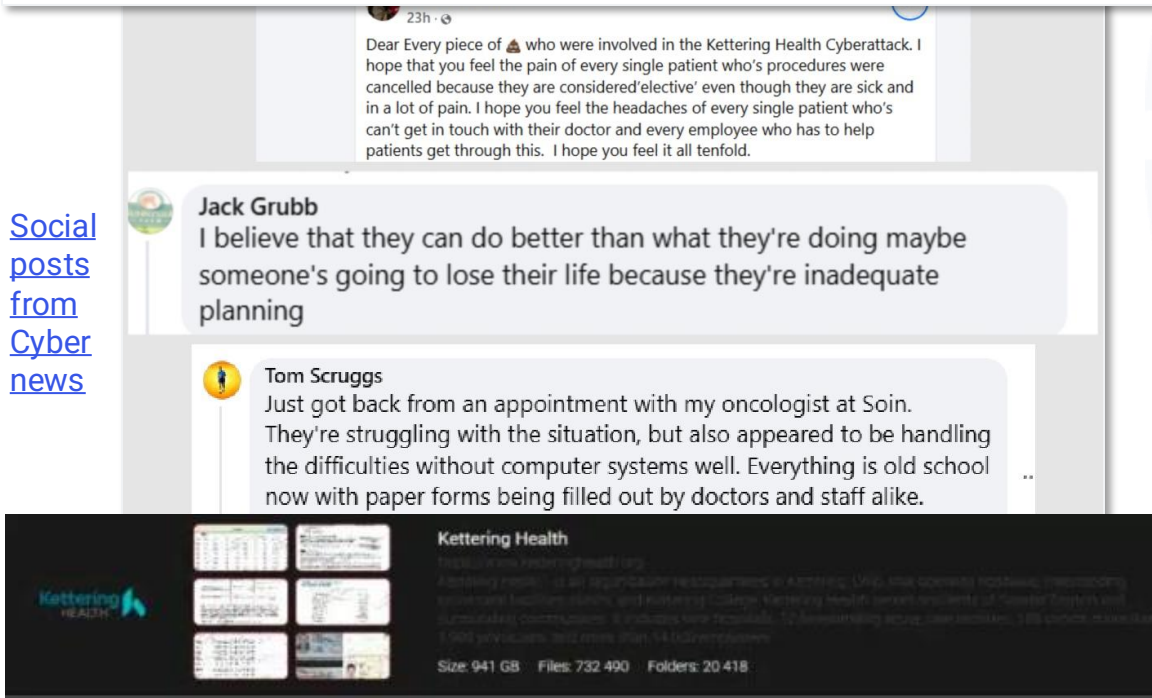 23h
Dear Every piece of 💩 who were involved in the Kettering Health Cyberattack. I
hope that you feel the pain of every single patient who's procedures were
cancelled because they are considered'elective' even though they are sick and
in a lot of pain. I hope you feel the headaches of every single patient who's
can't get in touch with their doctor and every employee who has to help
patients get through this. I hope you feel it all tenfold.
Social
posts
from
Cyber
news
Jack Grubb
I believe that they can do better than what they're doing maybe
someone's going to lose their life because they're inadequate
planning
Tom Scruggs
Just got back from an appointment with my oncologist at Soin.
They're struggling with the situation, but also appeared to be handling
the difficulties without computer systems well. Everything is old school
now with paper forms being filled out by doctors and staff alike.
Kettering
HEALTH
Kettering Health
Size: 941 GB Files: 732 490 Folders: 20 418